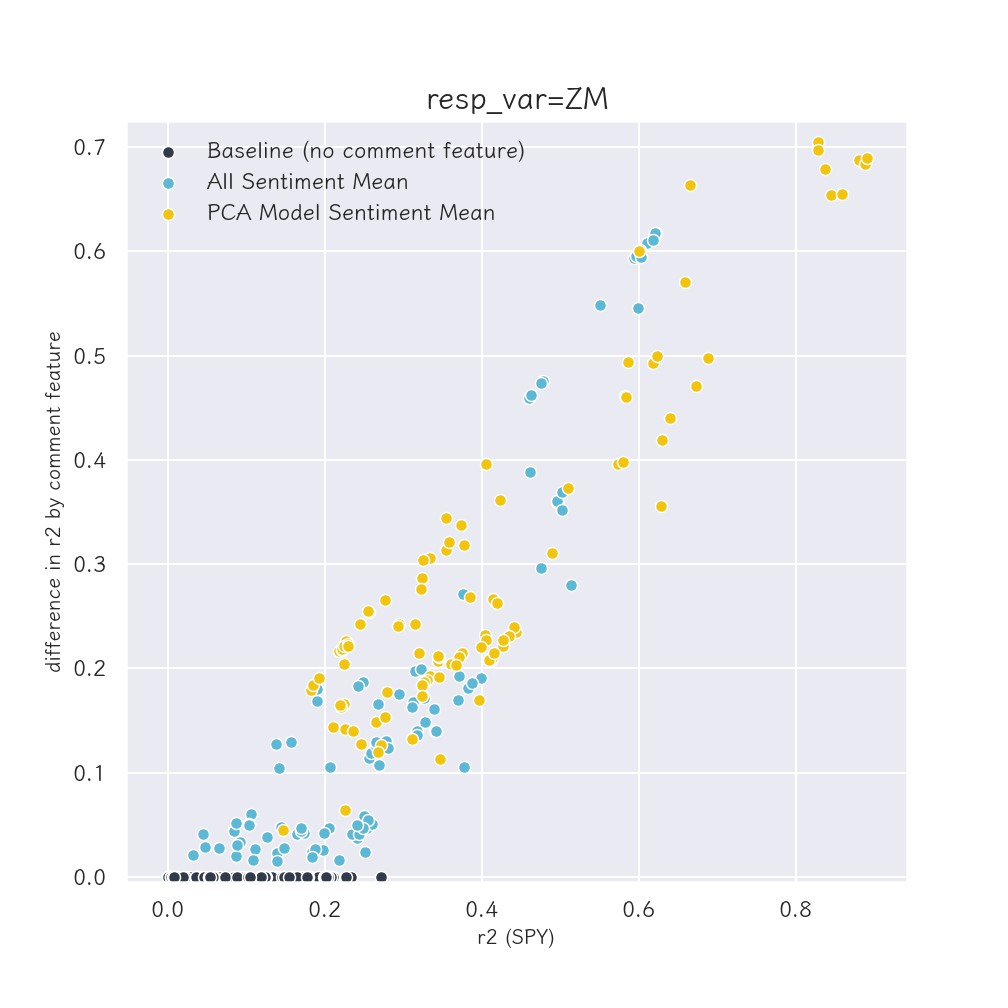 resp_var=ZM
Baseline (no comment feature)
All Sentiment Mean
PCA Model Sentiment Mean
difference in r2 by comment feature
0.7
0.6
0.5
0.4
0.3
0.2
0.1
0.0
0.0 0.2 0.4 0.6 0.8
r2 (SPY)